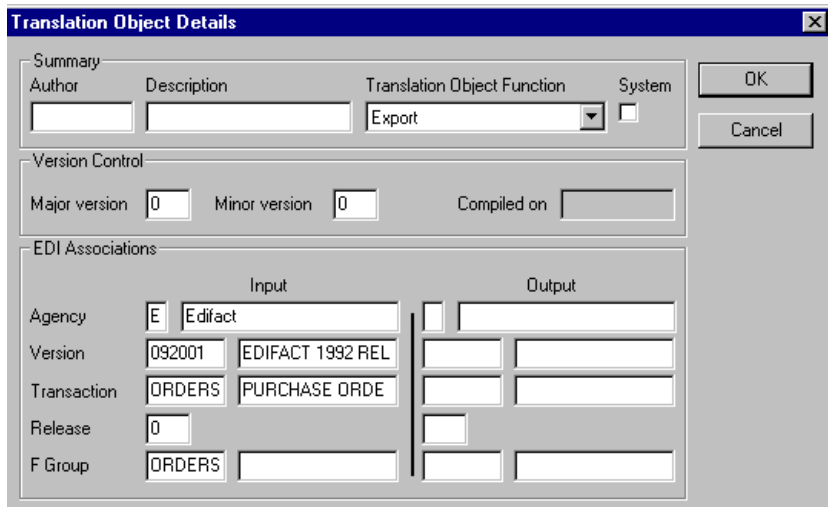 Translation Object Details
Summary
Author Description Translation Object Function System
Export
OK
Cancel
Version Control
Major version 0 Minor version 0 Compiled on
EDI Associations
Input Output
Agency E Edifact
Version 092001 EDIFACT 1992 REL
Transaction ORDERS PURCHASE ORDE
Release 0
F Group ORDERS